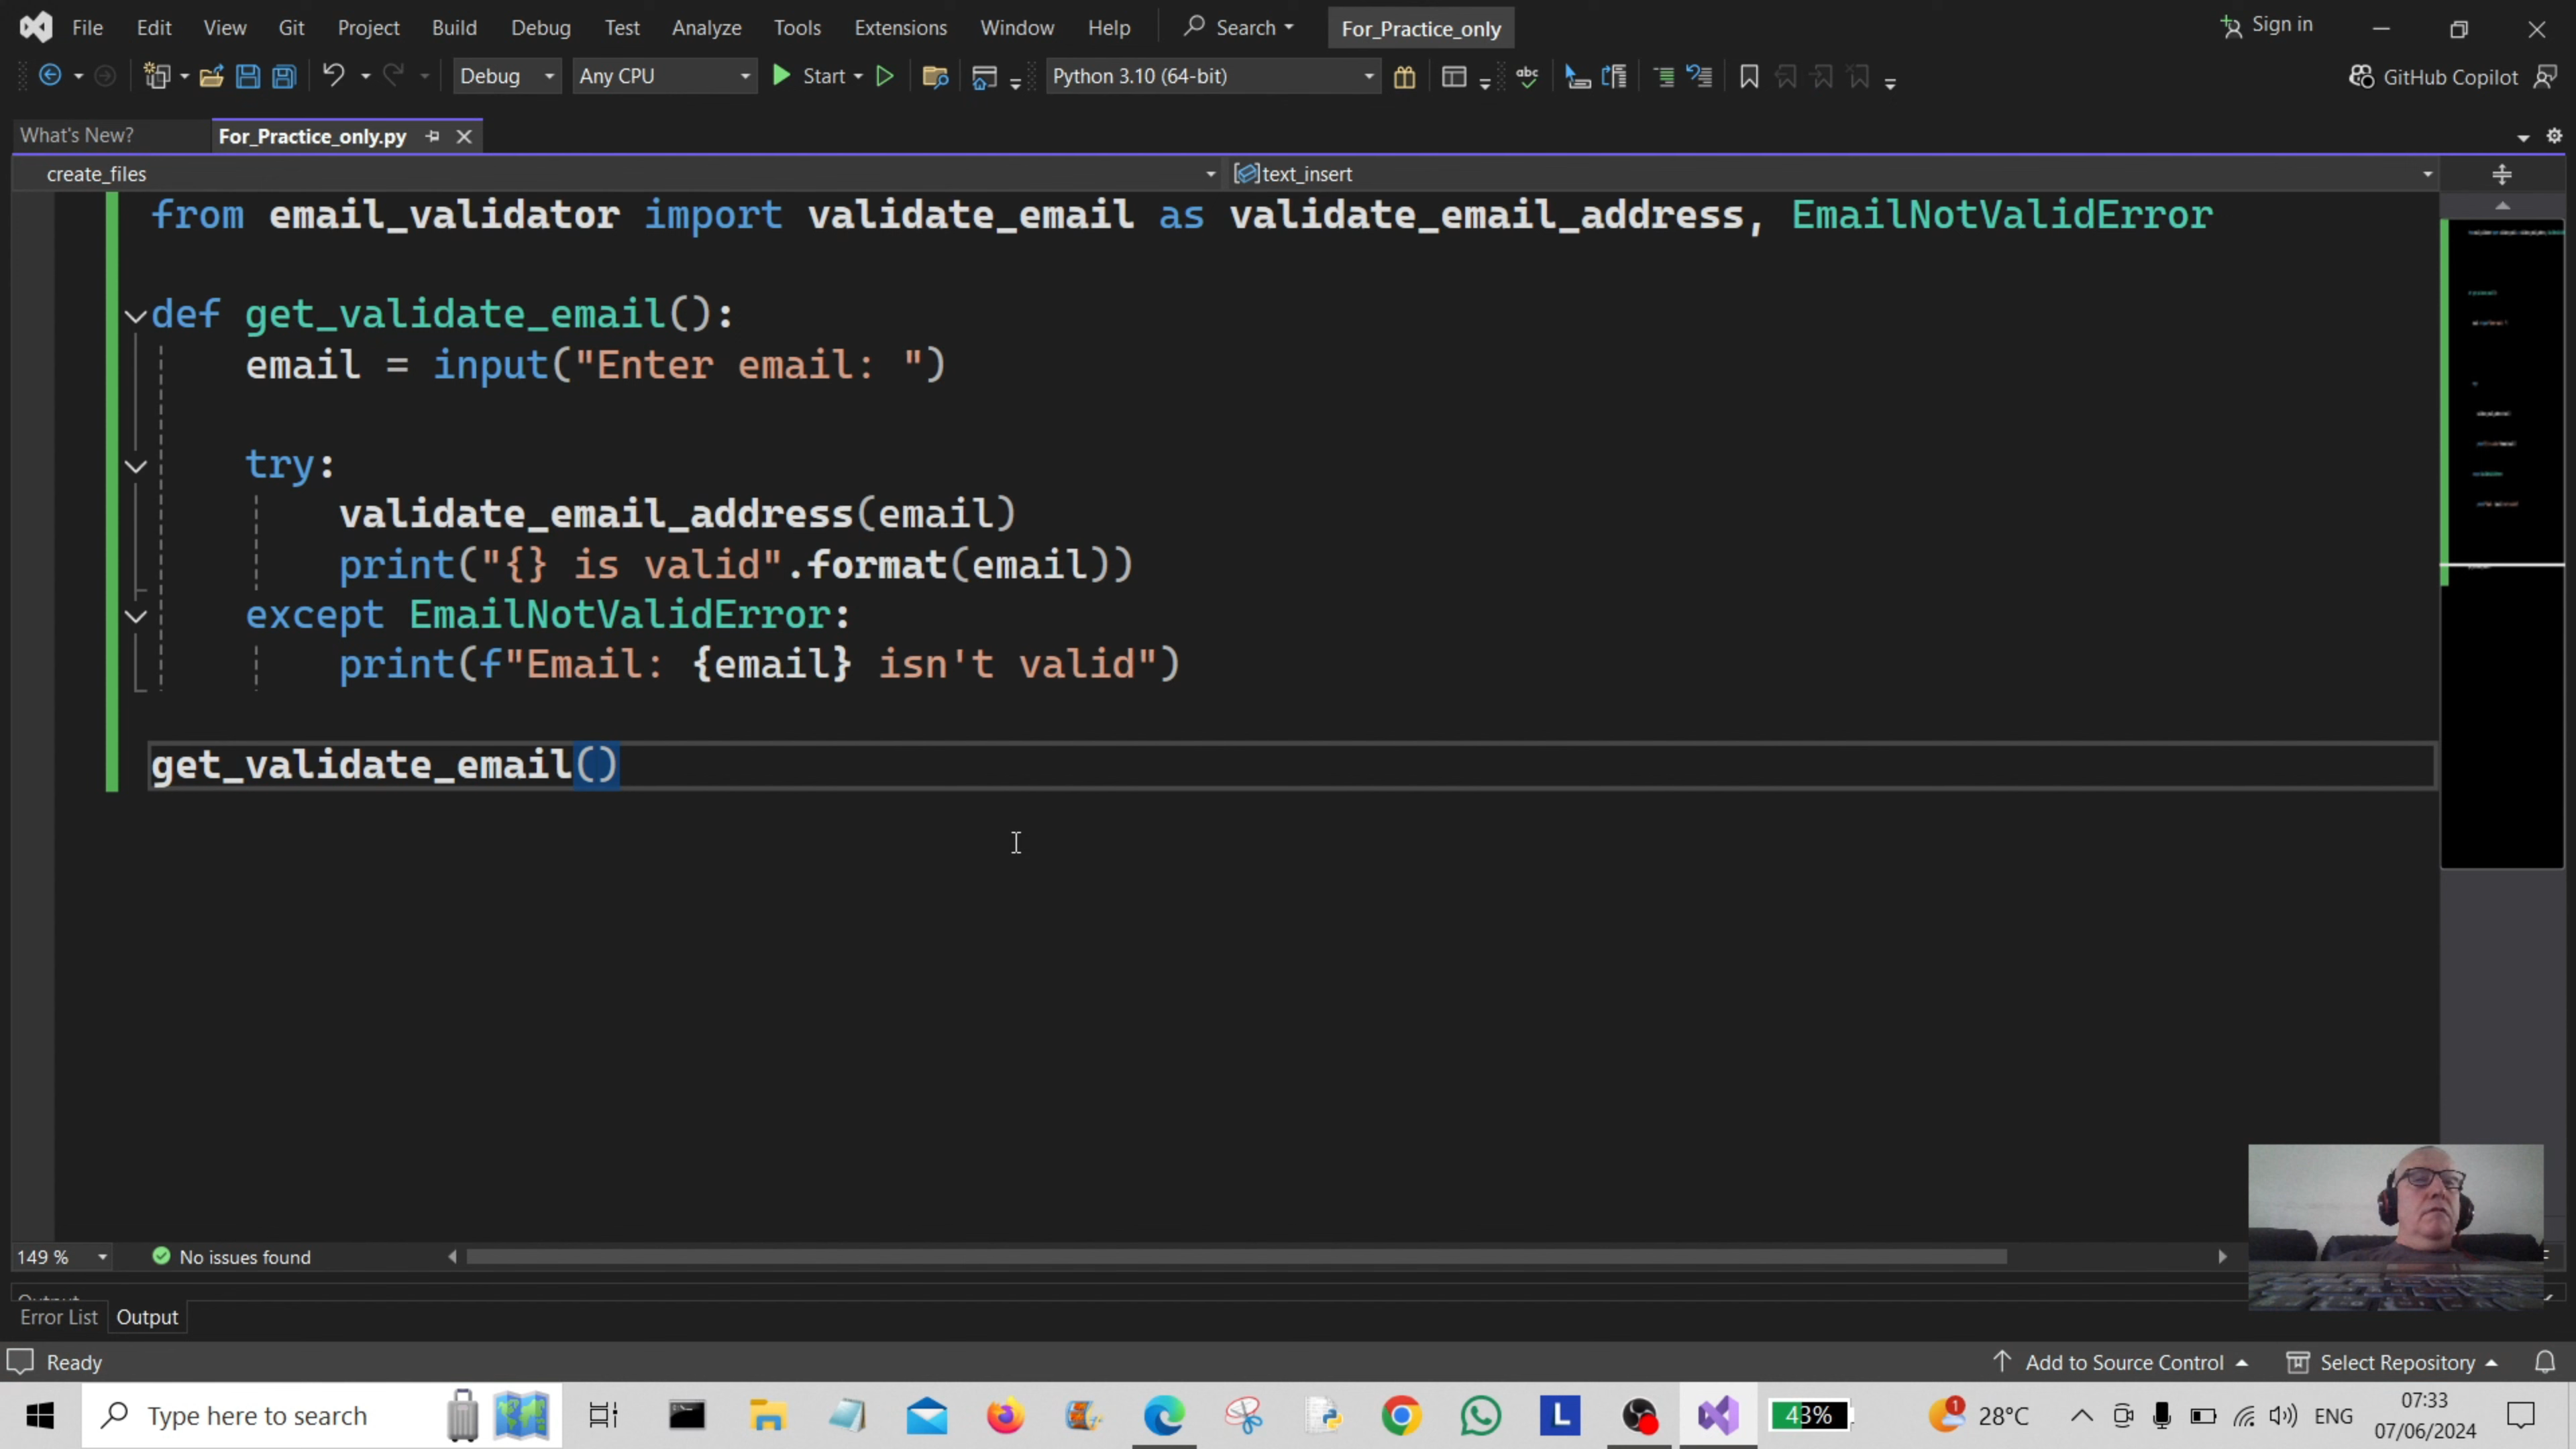 File Edit View Git Project Build Debug Test Analyze Tools Extensions Window Help Search For_Practice_only Sign in
Debug Any CPU Start Python 3.10 (64-bit) abc GitHub Copilot
What's New? For_Practice_only.py
create_files text_insert
from email_validator import validate_email as validate_email_address, EmailNotValidError
def get_validate_email():
email = input("Enter email: ")
try:
validate_email_address(email)
print("{} is valid".format(email))
except EmailNotValidError:
print(f"Email: {email} isn't valid")
get_validate_email()
149 % No issues found
Output
Error List Output
Ready Add to Source Control Select Repository
Type here to search L 43% 1 28°C ENG 07:33
07/06/2024